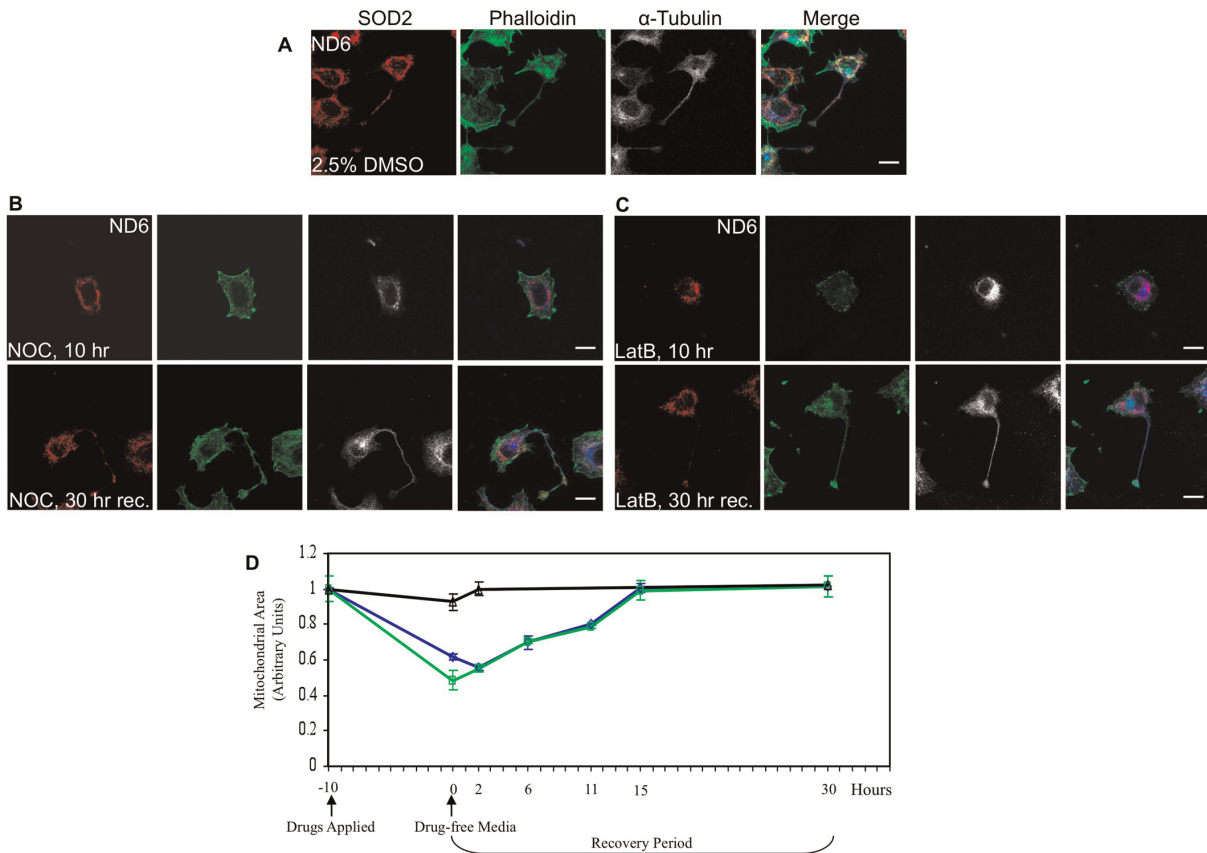 SOD2 Phalloidin α-Tubulin Merge
A
ND6
2.5% DMSO
B
ND6
NOC, 10 hr
NOC, 30 hr rec.
C
ND6
LatB, 10 hr
LatB, 30 hr rec.
D
Mitochondrial Area
(Arbitrary Units)
1.2
1
0.8
0.6
0.4
0.2
0
-10 0 2 6 11 15 30 Hours
Drugs Applied Drug-free Media
Recovery Period